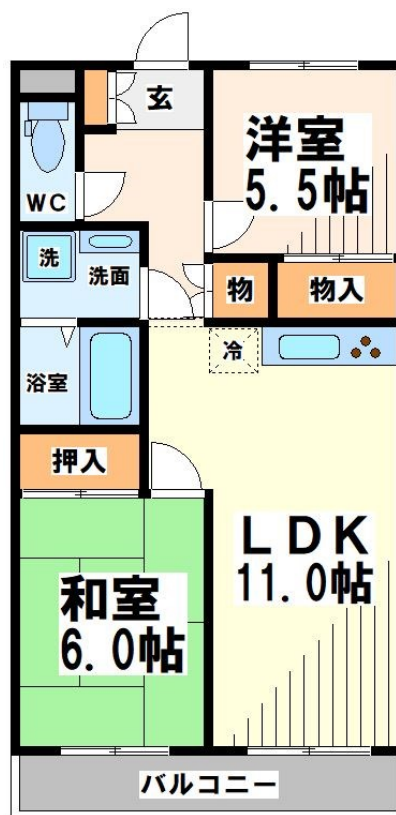 玄
洋室
5.5帖
WC
洗
洗面
物
物入
冷
浴室
押入
LDK
11.0帖
和室
6.0帖
バルコニー